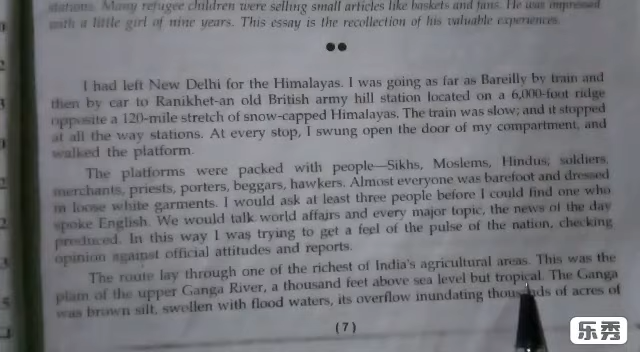 stations. Many refugee children were selling small articles like baskets and fans. He was impressed
with a little girl of nine years. This essay is the recollection of his valuable experiences.
I had left New Delhi for the Himalayas. I was going as far as Bareilly by train and
then by car to Ranikhet-an old British army hill station located on a 6,000-foot ridge
opposite a 120-mile stretch of snow-capped Himalayas. The train was slow; and it stopped
at all the way stations. At every stop, I swung open the door of my compartment, and
walked the platform.
The platforms were packed with people—Sikhs, Moslems, Hindus, soldiers,
merchants, priests, porters, beggars, hawkers. Almost everyone was barefoot and dressed
in loose white garments. I would ask at least three people before I could find one who
spoke English. We would talk world affairs and every major topic, the news of the day
produced. In this way I was trying to get a feel of the pulse of the nation, checking
opinion against official attitudes and reports.
The route lay through one of the richest of India's agricultural areas. This was the
plain of the upper Ganga River, a thousand feet above sea level but tropical. The Ganga
was brown silt, swollen with flood waters, its overflow inundating thousands of acres of
(7)
乐秀